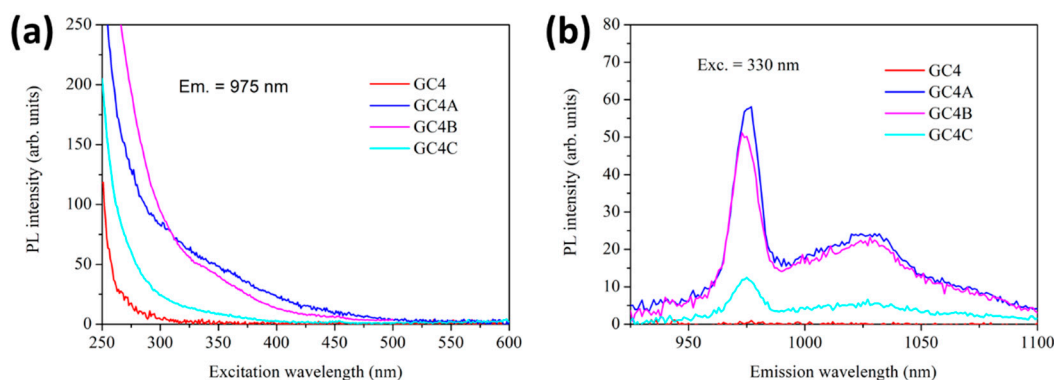 (a)
Em. = 975 nm
GC4
GC4A
GC4B
GC4C
PL intensity (arb. units)
250
200
150
100
50
0
250 300 350 400 450 500 550 600
Excitation wavelength (nm)
(b)
Exc. = 330 nm
GC4
GC4A
GC4B
GC4C
PL intensity (arb. units)
80
70
60
50
40
30
20
10
0
950 1000 1050 1100
Emission wavelength (nm)